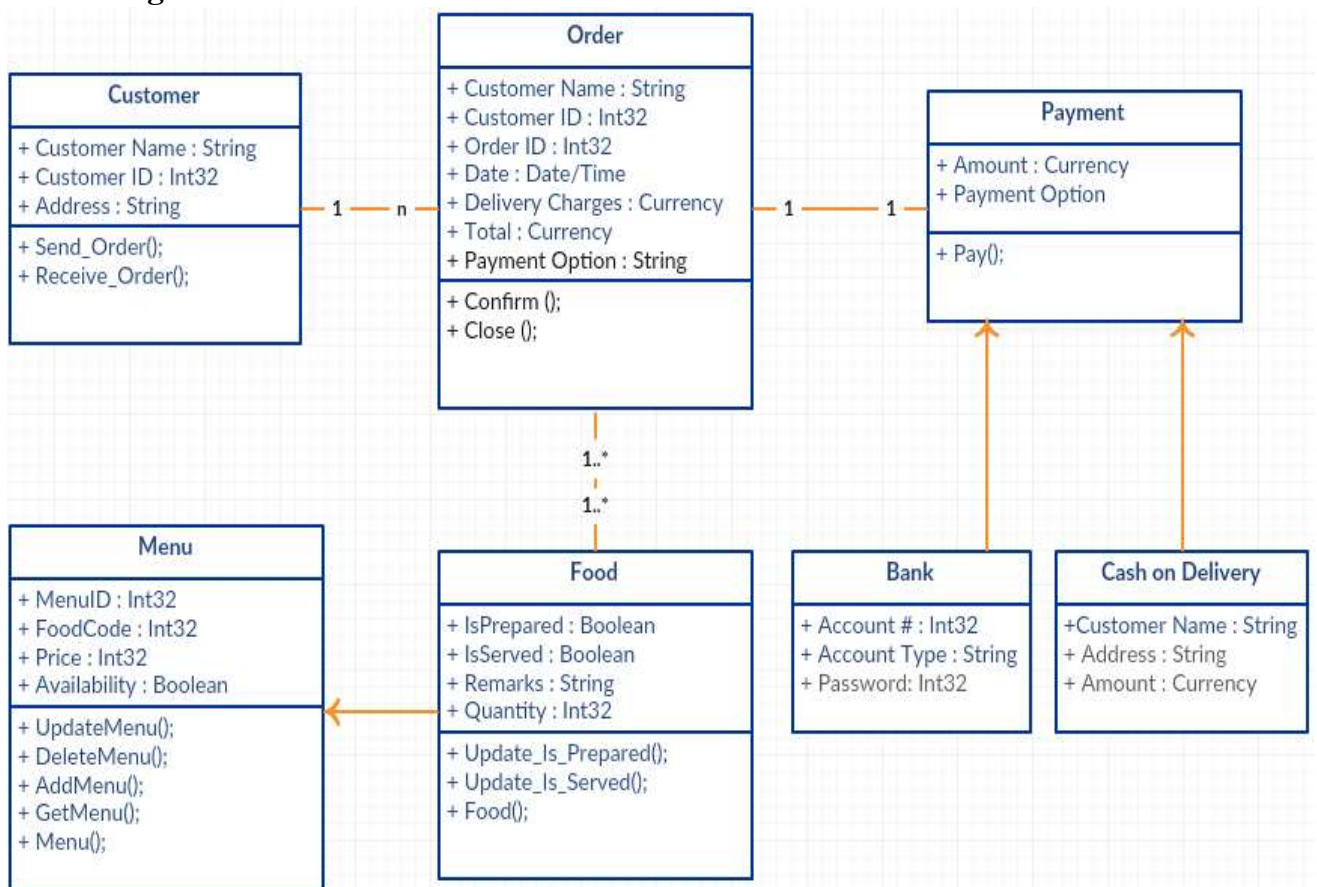 Customer
+ Customer Name : String
+ Customer ID : Int32
+ Address : String
+ Send_Order();
+ Receive_Order();
1
n
Order
+ Customer Name : String
+ Customer ID : Int32
+ Order ID : Int32
+ Date : Date/Time
+ Delivery Charges : Currency
+ Total : Currency
+ Payment Option : String
+ Confirm ();
+ Close ();
1
1
Payment
+ Amount : Currency
+ Payment Option
+ Pay();
1..*
1..*
Menu
+ MenuID : Int32
+ FoodCode : Int32
+ Price : Int32
+ Availability : Boolean
+ UpdateMenu();
+ DeleteMenu();
+ AddMenu();
+ GetMenu();
+ Menu();
Food
+ IsPrepared : Boolean
+ IsServed : Boolean
+ Remarks : String
+ Quantity : Int32
+ Update_Is_Prepared();
+ Update_Is_Served();
+ Food();
Bank
+ Account # : Int32
+ Account Type : String
+ Password: Int32
Cash on Delivery
+Customer Name : String
+ Address : String
+ Amount : Currency